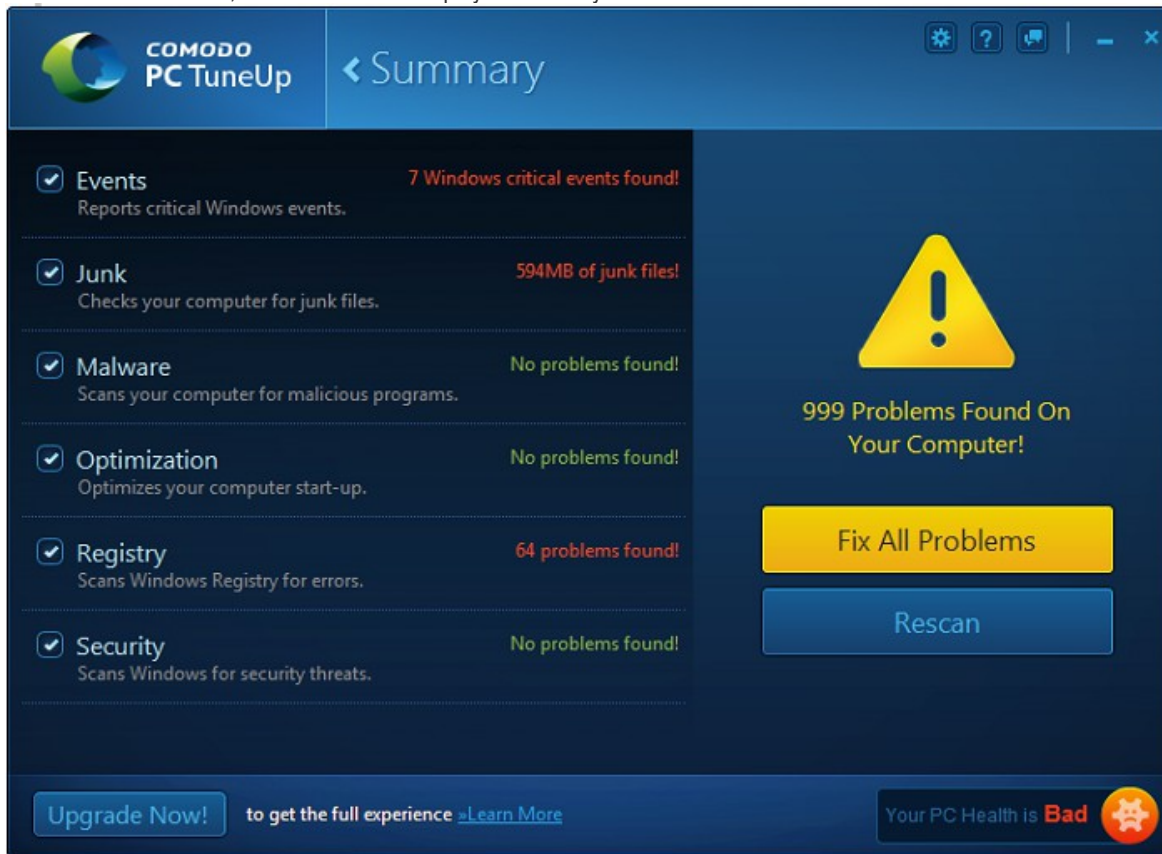 COMODO
PC TuneUp
Summary
Events
7 Windows critical events found!
Reports critical Windows events.
Junk
594MB of junk files!
Checks your computer for junk files.
Malware
No problems found!
Scans your computer for malicious programs.
Optimization
No problems found!
Optimizes your computer start-up.
Registry
64 problems found!
Scans Windows Registry for errors.
Security
No problems found!
Scans Windows for security threats.
999 Problems Found On
Your Computer!
Fix All Problems
Rescan
Upgrade Now!
to get the full experience »Learn More
Your PC Health is Bad